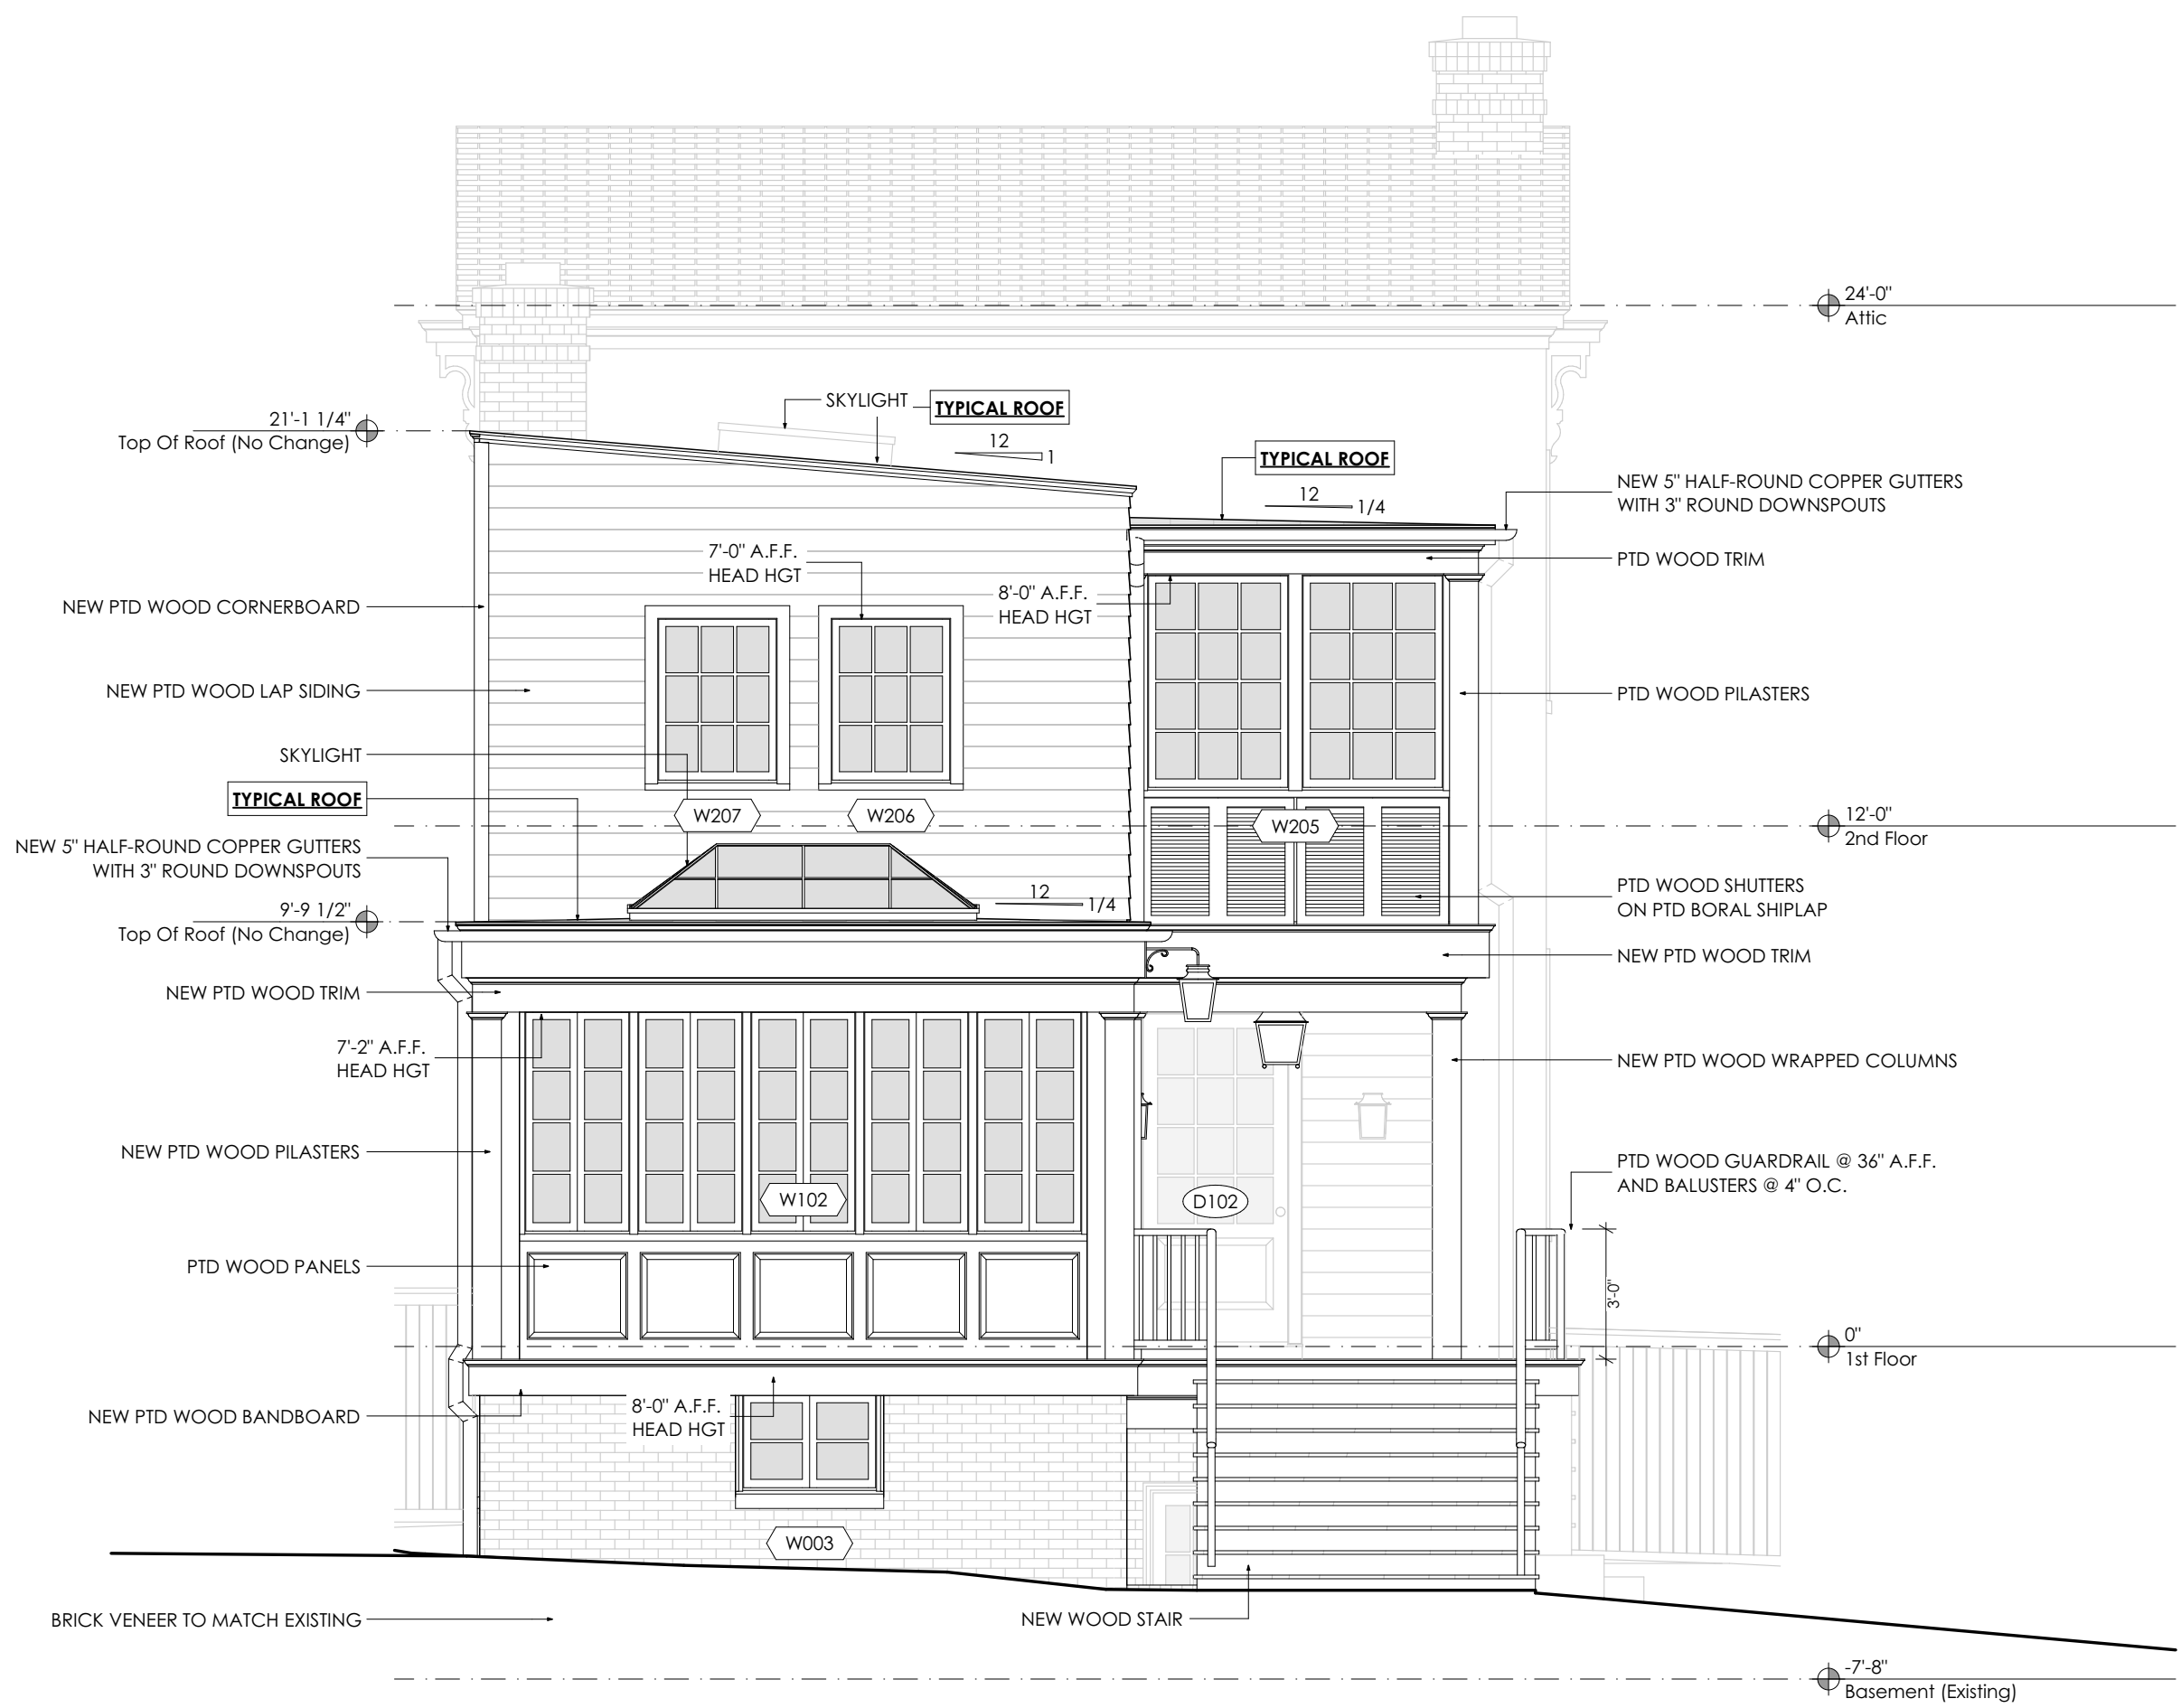 24'-0"
Attic
SKYLIGHT
TYPICAL ROOF
21'-1 1/4"
Top Of Roof (No Change)
12
1
TYPICAL ROOF
12
1/4
NEW 5" HALF-ROUND COPPER GUTTERS
WITH 3" ROUND DOWNSPOUTS
7'-0" A.F.F.
HEAD HGT
PTD WOOD TRIM
8'-0" A.F.F.
HEAD HGT
NEW PTD WOOD CORNERBOARD
NEW PTD WOOD LAP SIDING
PTD WOOD PILASTERS
SKYLIGHT
TYPICAL ROOF
W207
W206
W205
12'-0"
2nd Floor
NEW 5" HALF-ROUND COPPER GUTTERS
WITH 3" ROUND DOWNSPOUTS
12
1/4
PTD WOOD SHUTTERS
ON PTD BORAL SHIPLAP
9'-9 1/2"
Top Of Roof (No Change)
NEW PTD WOOD TRIM
NEW PTD WOOD TRIM
7'-2" A.F.F.
HEAD HGT
NEW PTD WOOD WRAPPED COLUMNS
NEW PTD WOOD PILASTERS
PTD WOOD GUARDRAIL @ 36" A.F.F.
AND BALUSTERS @ 4" O.C.
W102
D102
PTD WOOD PANELS
3'-0"
0"
1st Floor
NEW PTD WOOD BANDBOARD
8'-0" A.F.F.
HEAD HGT
W003
BRICK VENEER TO MATCH EXISTING
NEW WOOD STAIR
-7'-8"
Basement (Existing)